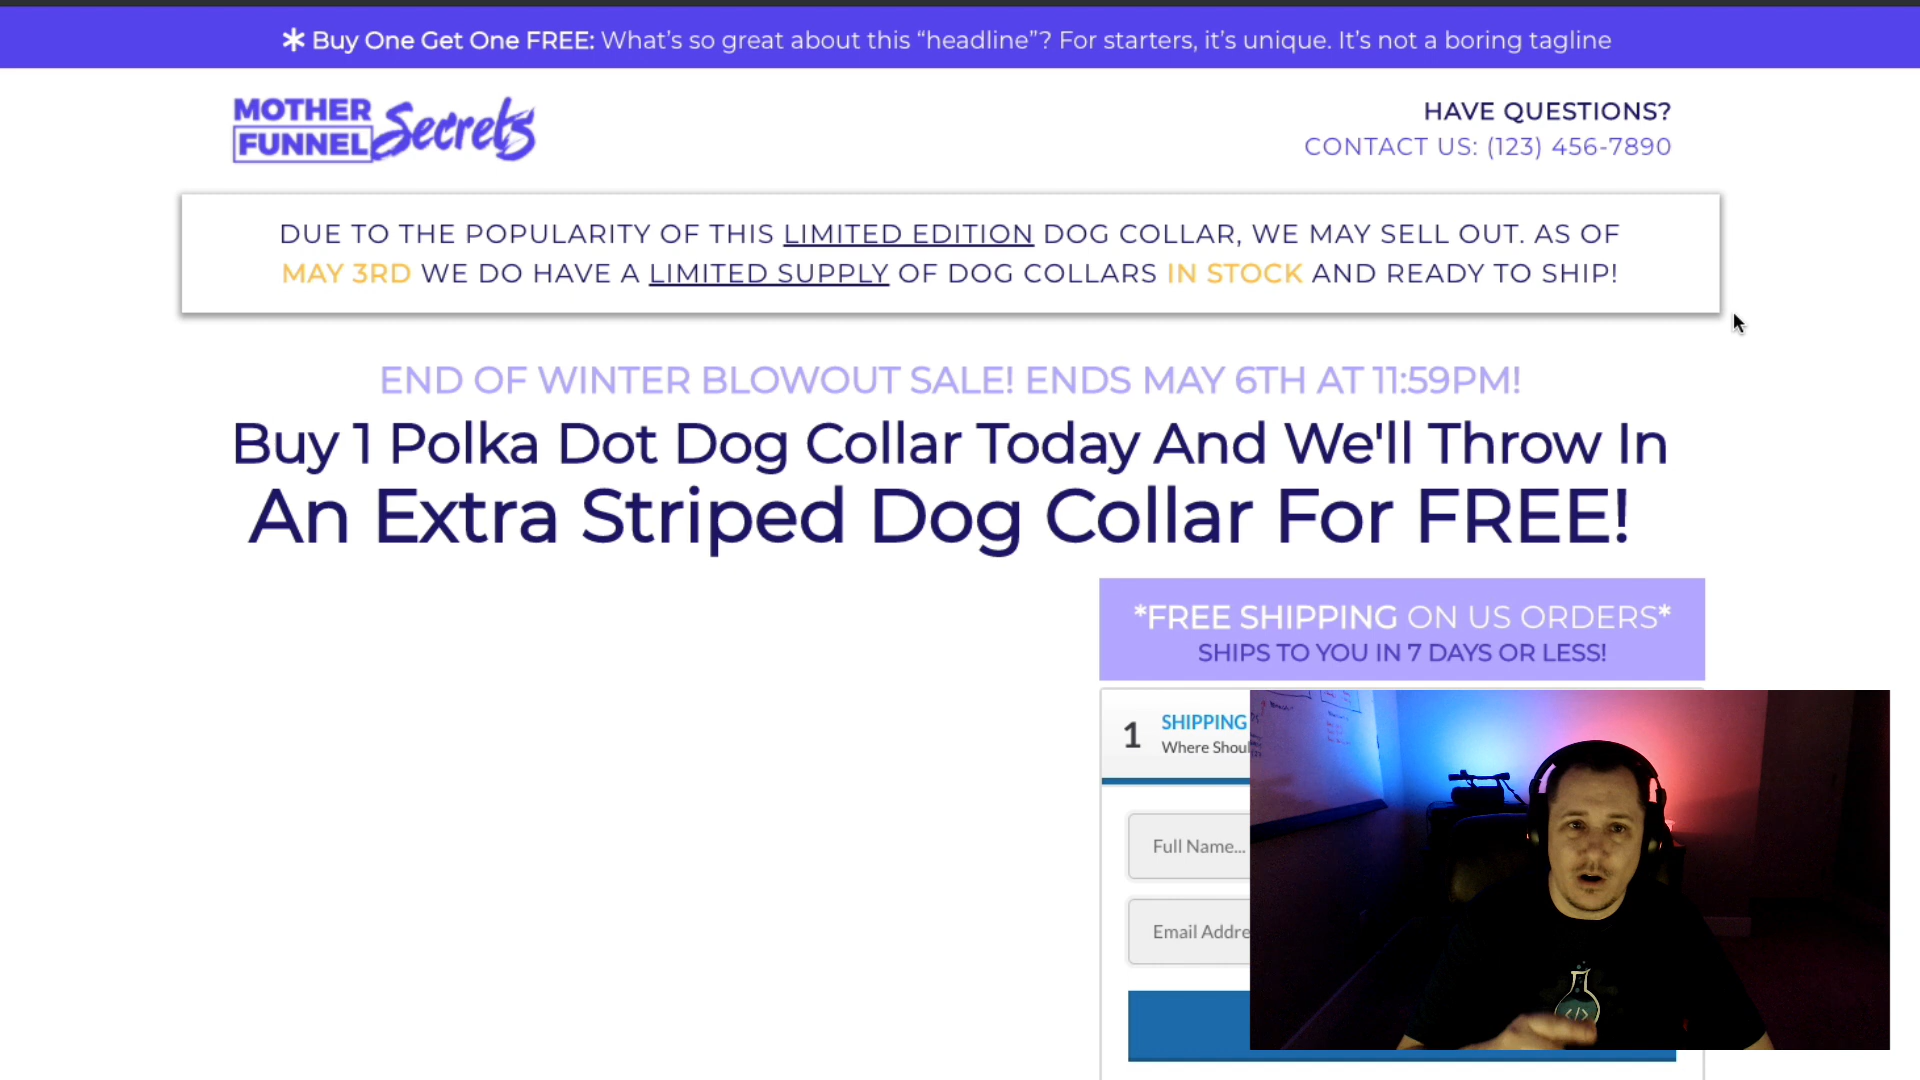 * Buy One Get One FREE: What's so great about this “headline”? For starters, it's unique. It's not a boring tagline
MOTHER
FUNNEL Secrets
HAVE QUESTIONS?
CONTACT US: (123) 456-7890
DUE TO THE POPULARITY OF THIS LIMITED EDITION DOG COLLAR, WE MAY SELL OUT. AS OF
MAY 3RD WE DO HAVE A LIMITED SUPPLY OF DOG COLLARS IN STOCK AND READY TO SHIP!
END OF WINTER BLOWOUT SALE! ENDS MAY 6TH AT 11:59PM!
Buy 1 Polka Dot Dog Collar Today And We'll Throw In
An Extra Striped Dog Collar For FREE!
*FREE SHIPPING ON US ORDERS*
SHIPS TO YOU IN 7 DAYS OR LESS!
1
SHIPPING
Where Shoul
Full Name...
Email Addre
</>